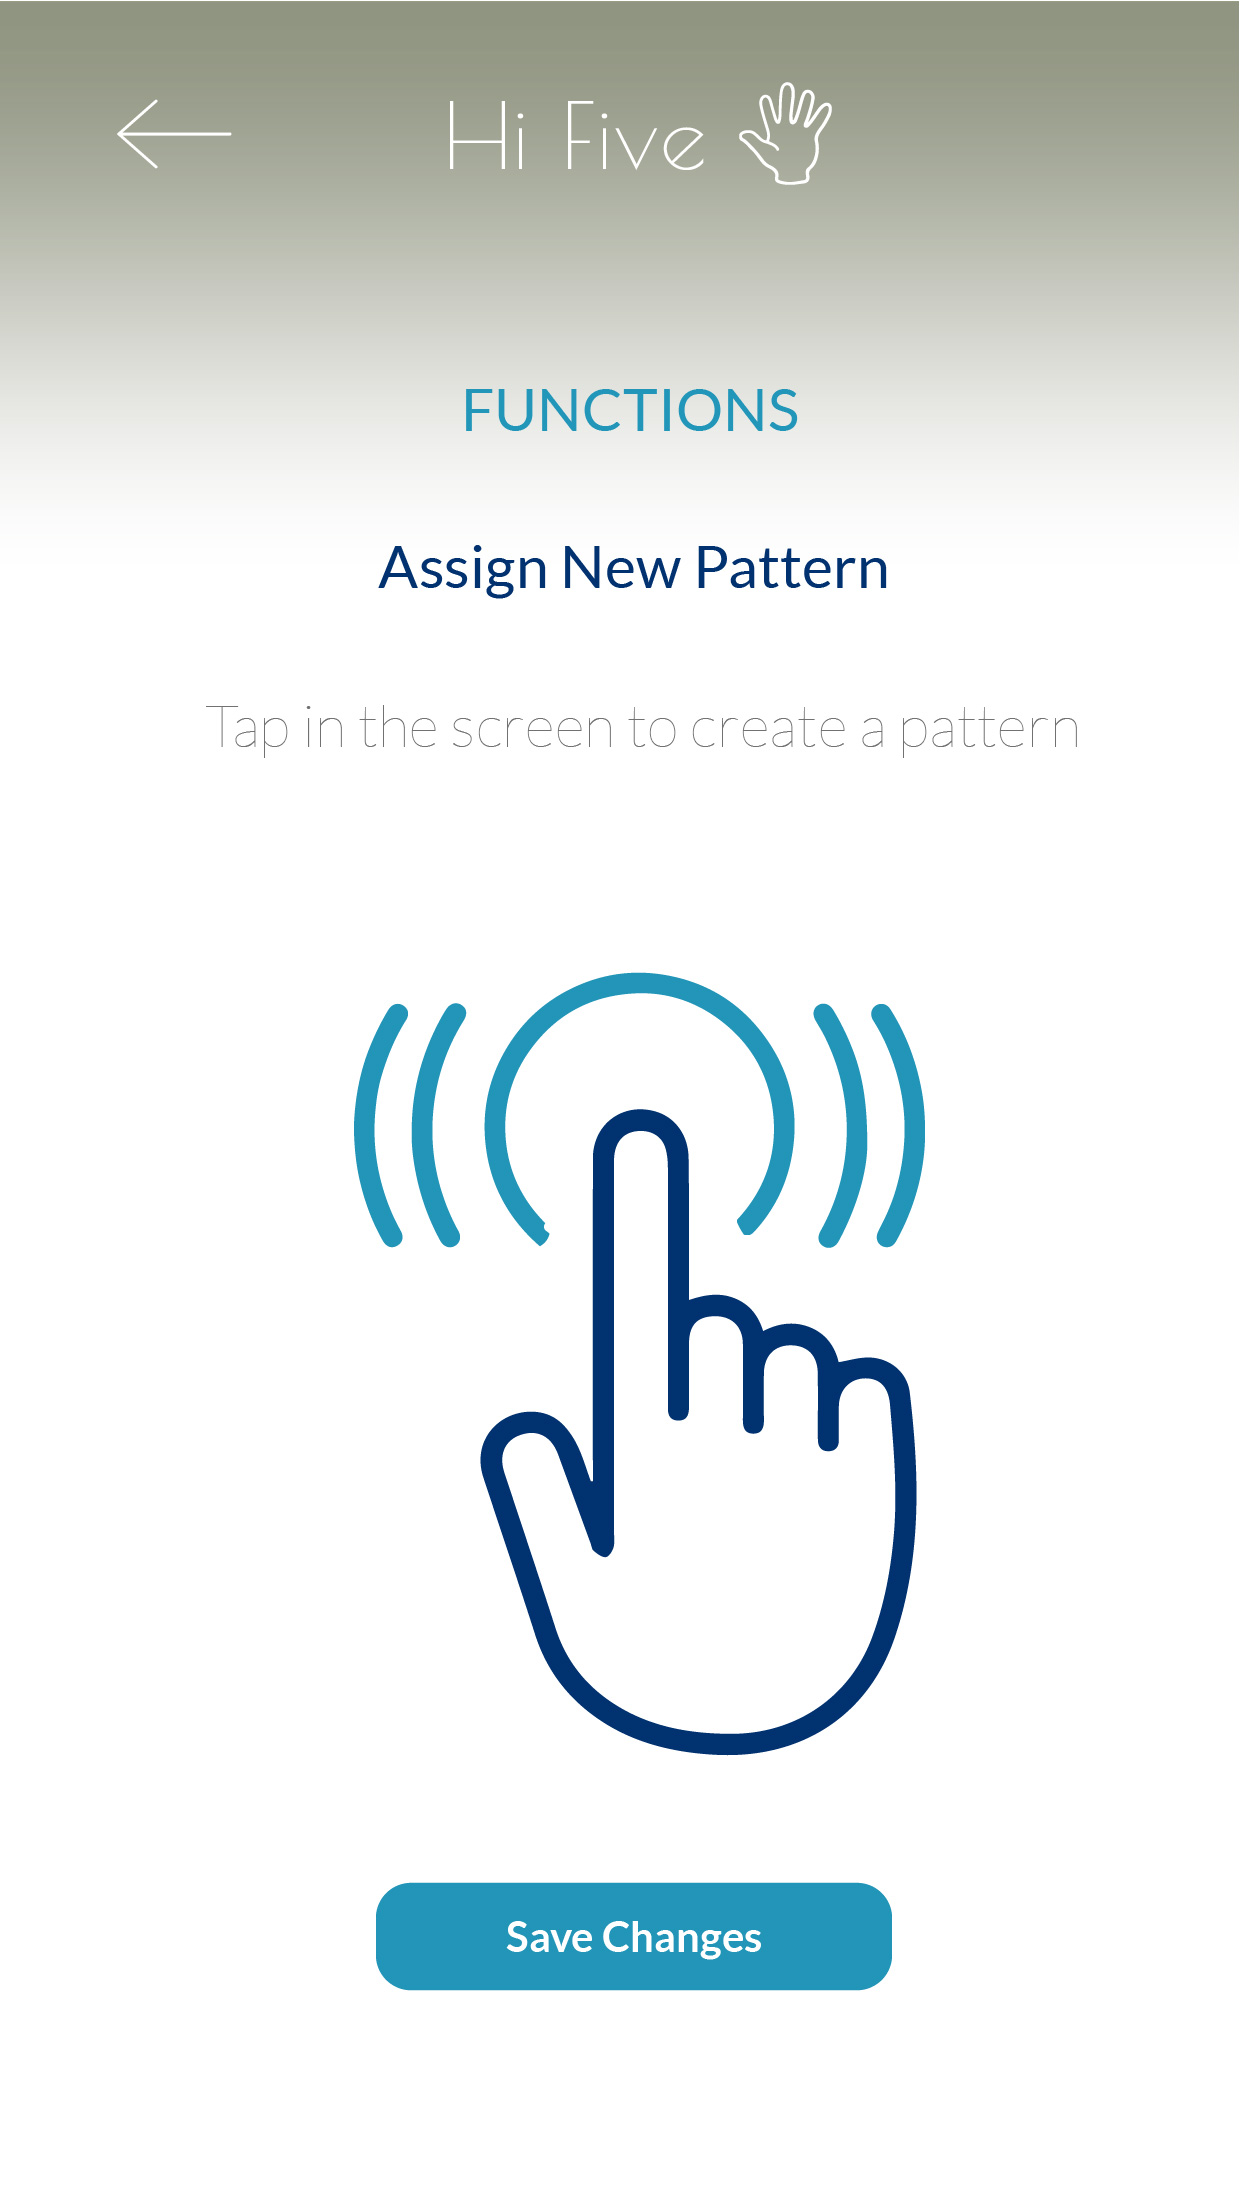 Hi Five
FUNCTIONS
Assign New Pattern
Tap in the screen to create a pattern
Save Changes